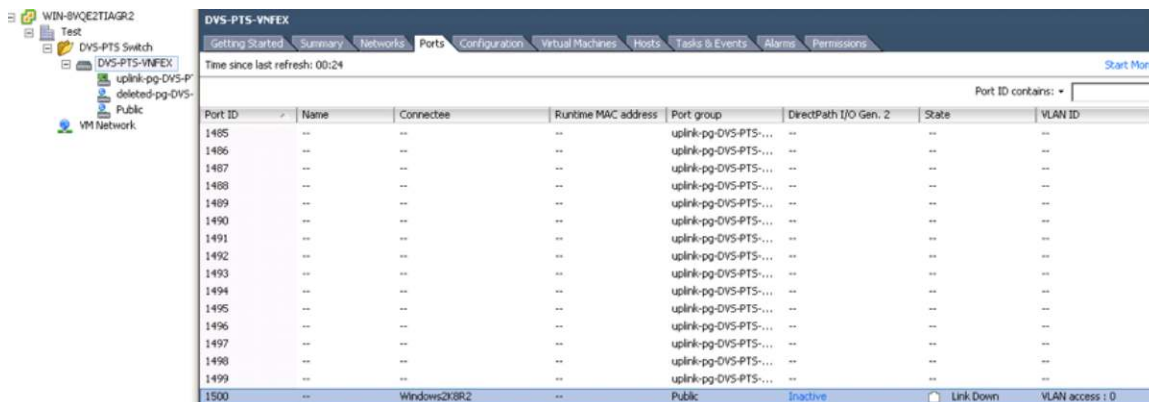 WIN-8VQE2TIAGR2
Test
DVS-PTS Switch
DVS-PTS-VNFEX
uplink-pg-DVS-P
deleted-pg-DVS-
Public
VM Network
DVS-PTS-VNFEX
Getting Started Summary Networks Ports Configuration Virtual Machines Hosts Tasks & Events Alarms Permissions
Time since last refresh: 00:24 Start Mon
Port ID contains:
Port ID Name Connectee Runtime MAC address Port group DirectPath I/O Gen. 2 State VLAN ID
1485 -- -- -- uplink-pg-DVS-PTS-... -- -- --
1486 -- -- -- uplink-pg-DVS-PTS-... -- -- --
1487 -- -- -- uplink-pg-DVS-PTS-... -- -- --
1488 -- -- -- uplink-pg-DVS-PTS-... -- -- --
1489 -- -- -- uplink-pg-DVS-PTS-... -- -- --
1490 -- -- -- uplink-pg-DVS-PTS-... -- -- --
1491 -- -- -- uplink-pg-DVS-PTS-... -- -- --
1492 -- -- -- uplink-pg-DVS-PTS-... -- -- --
1493 -- -- -- uplink-pg-DVS-PTS-... -- -- --
1494 -- -- -- uplink-pg-DVS-PTS-... -- -- --
1495 -- -- -- uplink-pg-DVS-PTS-... -- -- --
1496 -- -- -- uplink-pg-DVS-PTS-... -- -- --
1497 -- -- -- uplink-pg-DVS-PTS-... -- -- --
1498 -- -- -- uplink-pg-DVS-PTS-... -- -- --
1499 -- -- -- uplink-pg-DVS-PTS-... -- -- --
1500 -- Windows2K8R2 -- Public Inactive Link Down VLAN access : 0